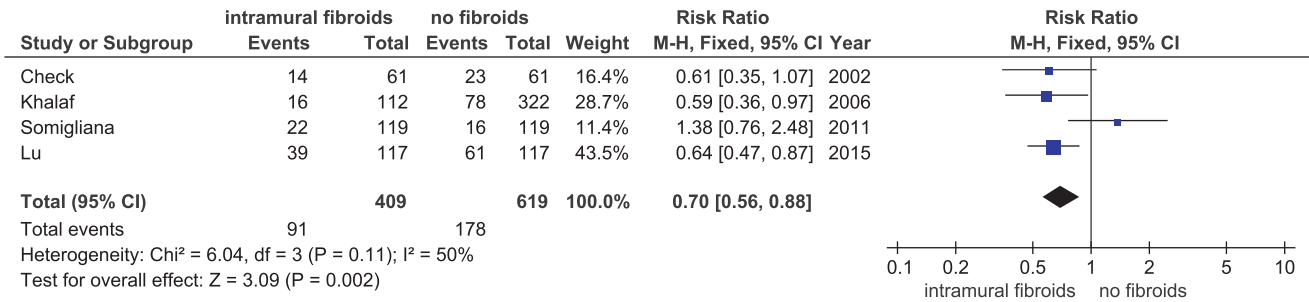 intramural fibroids no fibroids Risk Ratio Risk Ratio
Study or Subgroup Events Total Events Total Weight M-H, Fixed, 95% CI Year M-H, Fixed, 95% CI
Check 14 61 23 61 16.4% 0.61 [0.35, 1.07] 2002
Khalaf 16 112 78 322 28.7% 0.59 [0.36, 0.97] 2006
Somigliana 22 119 16 119 11.4% 1.38 [0.76, 2.48] 2011
Lu 39 117 61 117 43.5% 0.64 [0.47, 0.87] 2015
Total (95% CI) 409 619 100.0% 0.70 [0.56, 0.88]
Total events 91 178
Heterogeneity: Chi² = 6.04, df = 3 (P = 0.11); I² = 50%
Test for overall effect: Z = 3.09 (P = 0.002)
0.1 0.2 0.5 1 2 5 10
intramural fibroids no fibroids